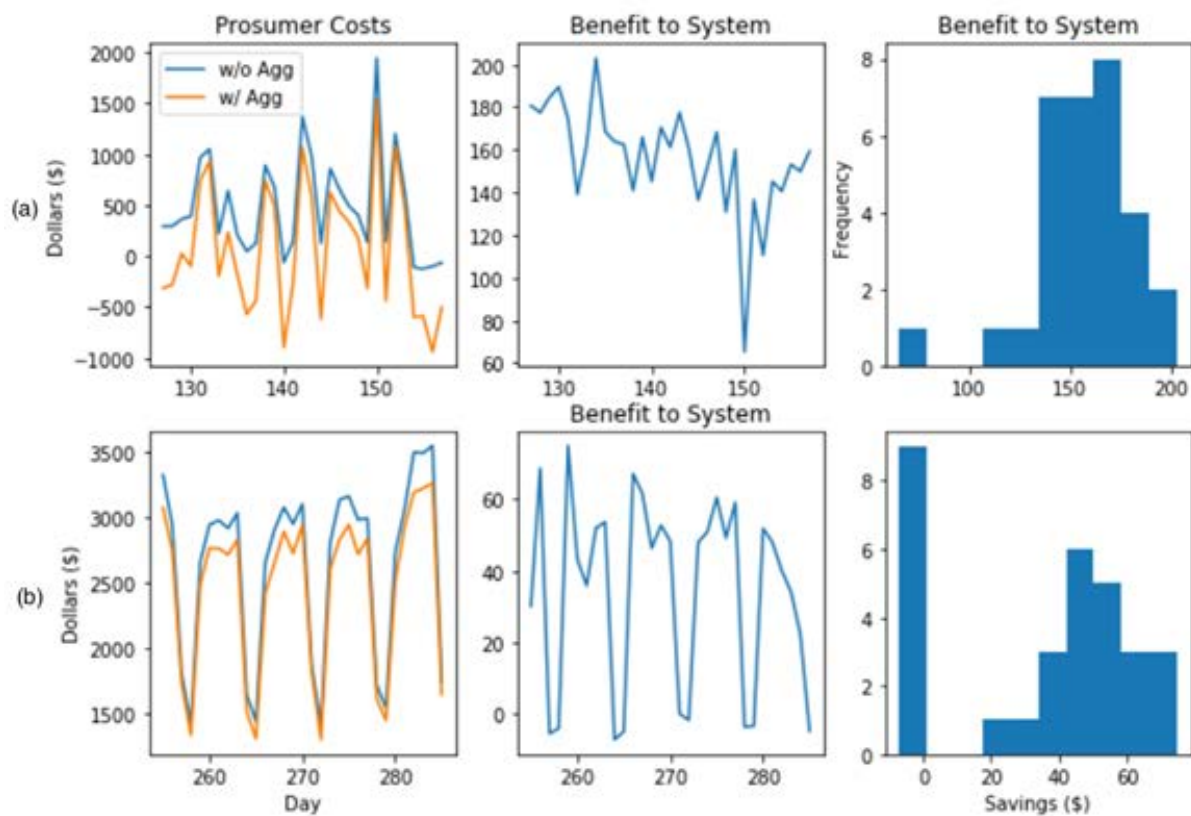 Prosumer Costs
Benefit to System
Benefit to System
(a)
Dollars ($)
2000
1500
1000
500
0
−500
−1000
w/o Agg
w/ Agg
130 140 150
200
180
160
140
120
100
80
60
130 140 150
Frequency
8
6
4
2
0
100 150 200
Benefit to System
(b)
Dollars ($)
3500
3000
2500
2000
1500
260 270 280
Day
60
40
20
0
260 270 280
8
6
4
2
0
0 20 40 60
Savings ($)